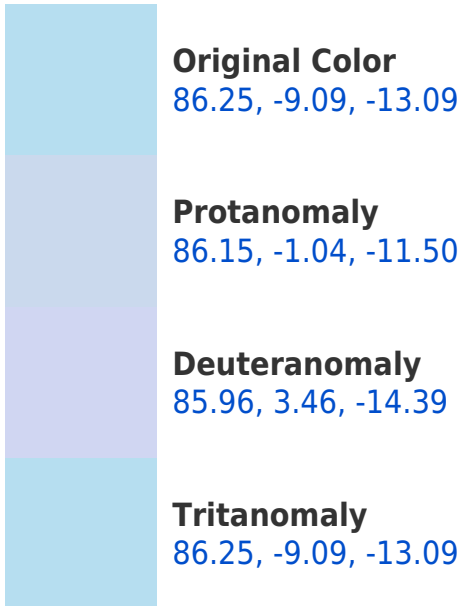 Original Color
86.25, -9.09, -13.09
Protanomaly
86.15, -1.04, -11.50
Deuteranomaly
85.96, 3.46, -14.39
Tritanomaly
86.25, -9.09, -13.09